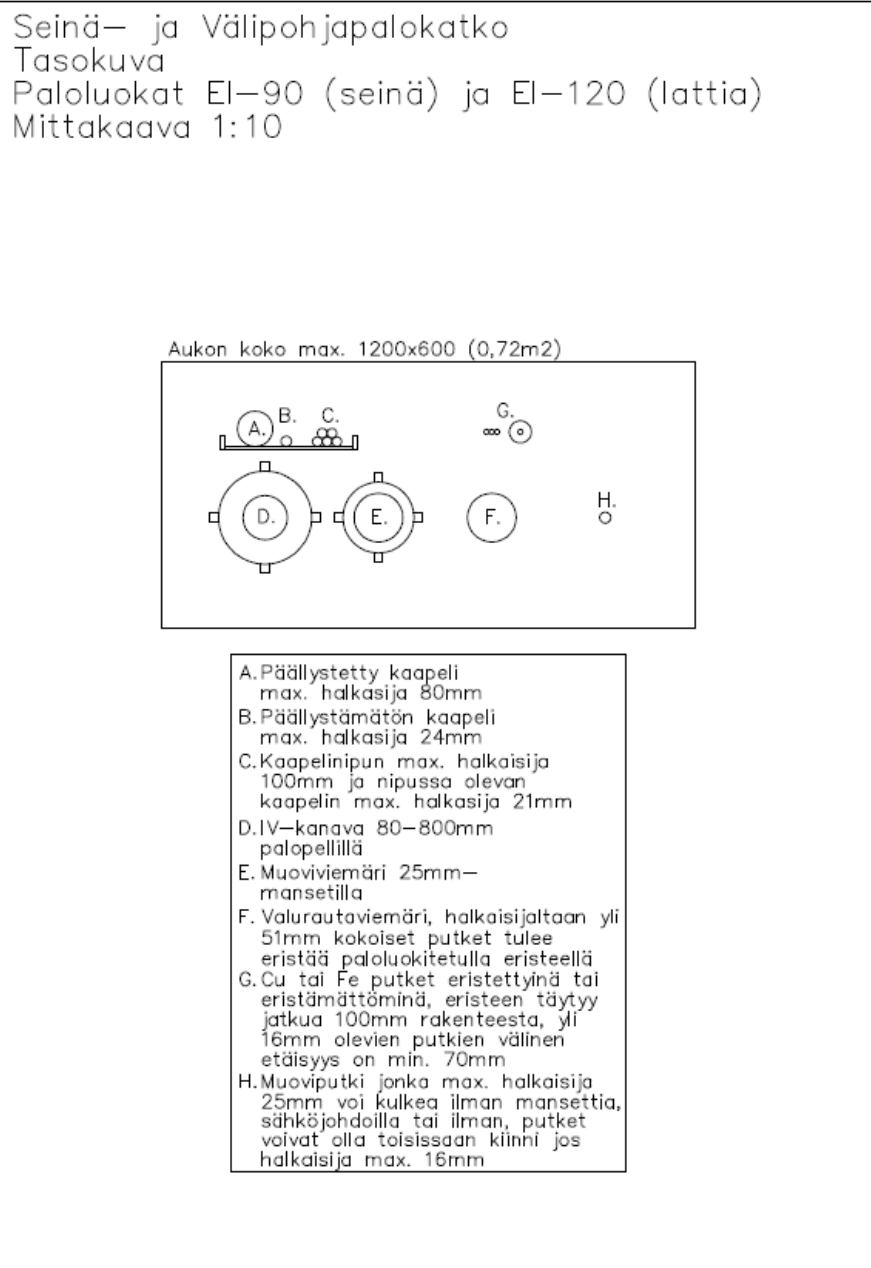 Seinä– ja Välipohjapalokatko
Tasokuva
Paloluokat EI–90 (seinä) ja EI–120 (lattia)
Mittakaava 1:10
Aukon koko max. 1200x600 (0,72m2)
A. B. C. G.
D. E. F. H.
A. Päällystetty kaapeli
max. halkasija 80mm
B. Päällystämätön kaapeli
max. halkasija 24mm
C. Kaapelinipun max. halkaisija
100mm ja nipussa olevan
kaapelin max. halkasija 21mm
D. IV–kanava 80–800mm
palopellillä
E. Muoviviemäri 25mm–
mansetilla
F. Valurautaviemäri, halkaisijaltaan yli
51mm kokoiset putket tulee
eristää paloluokitetulla eristeellä
G. Cu tai Fe putket eristettyinä tai
eristämättöminä, eristeen täytyy
jatkua 100mm rakenteesta, yli
16mm olevien putkien välinen
etäisyys on min. 70mm
H. Muoviputki jonka max. halkaisija
25mm voi kulkea ilman mansettia,
sähköjohdoilla tai ilman, putket
voivat olla toisissaan kiinni jos
halkaisija max. 16mm